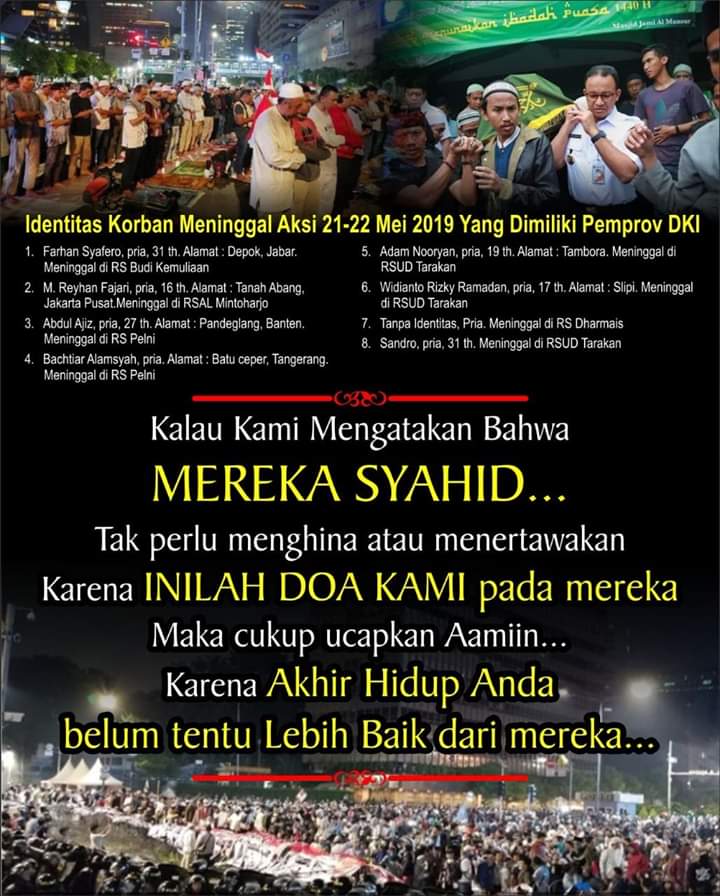 menunaikan ibadah puasa 1440 H
Masjid Jami Al Mansur
Identitas Korban Meninggal Aksi 21-22 Mei 2019 Yang Dimiliki Pemprov DKI
1. Farhan Syafero, pria, 31 th. Alamat : Depok, Jabar.
Meninggal di RS Budi Kemuliaan
2. M. Reyhan Fajari, pria, 16 th. Alamat : Tanah Abang,
Jakarta Pusat.Meninggal di RSAL Mintoharjo
3. Abdul Ajiz, pria, 27 th. Alamat : Pandeglang, Banten.
Meninggal di RS Pelni
4. Bachtiar Alamsyah, pria. Alamat : Batu ceper, Tangerang.
Meninggal di RS Pelni
5. Adam Nooryan, pria, 19 th. Alamat : Tambora. Meninggal di
RSUD Tarakan
6. Widianto Rizky Ramadan, pria, 17 th. Alamat : Slipi. Meninggal
di RSUD Tarakan
7. Tanpa Identitas, Pria. Meninggal di RS Dharmais
8. Sandro, pria, 31 th. Meninggal di RSUD Tarakan
Kalau Kami Mengatakan Bahwa
MEREKA SYAHID...
Tak perlu menghina atau menertawakan
Karena INILAH DOA KAMI pada mereka
Maka cukup ucapkan Aamiin...
Karena Akhir Hidup Anda
belum tentu Lebih Baik dari mereka...